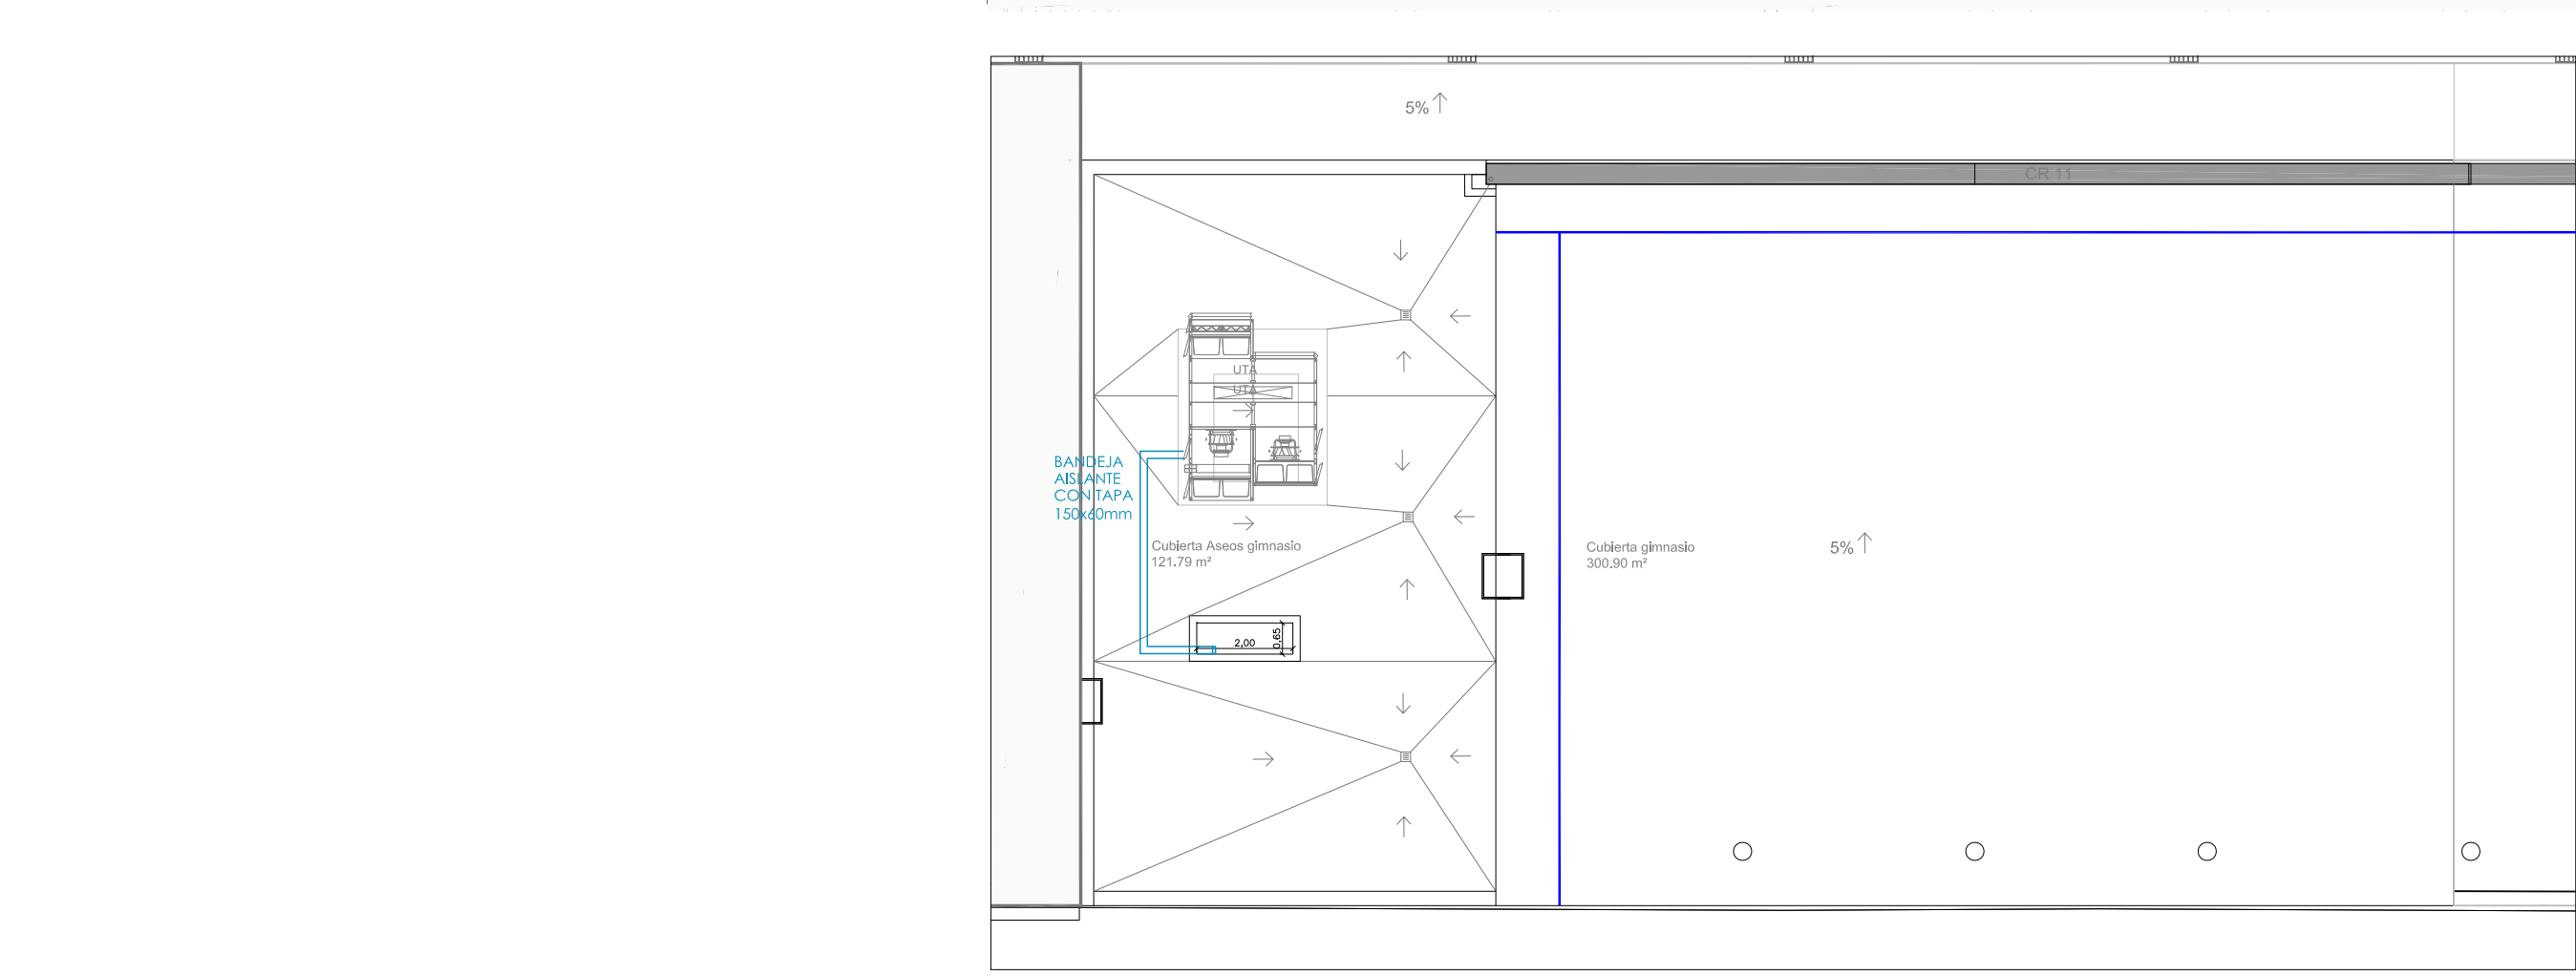 5%
CR 11
UTA
UTA
BANDEJA
AISLANTE
CON TAPA
150x60mm
Cubierta Aseos gimnasio
121.79 m²
Cubierta gimnasio
300.90 m²
5%
2,00
0,65